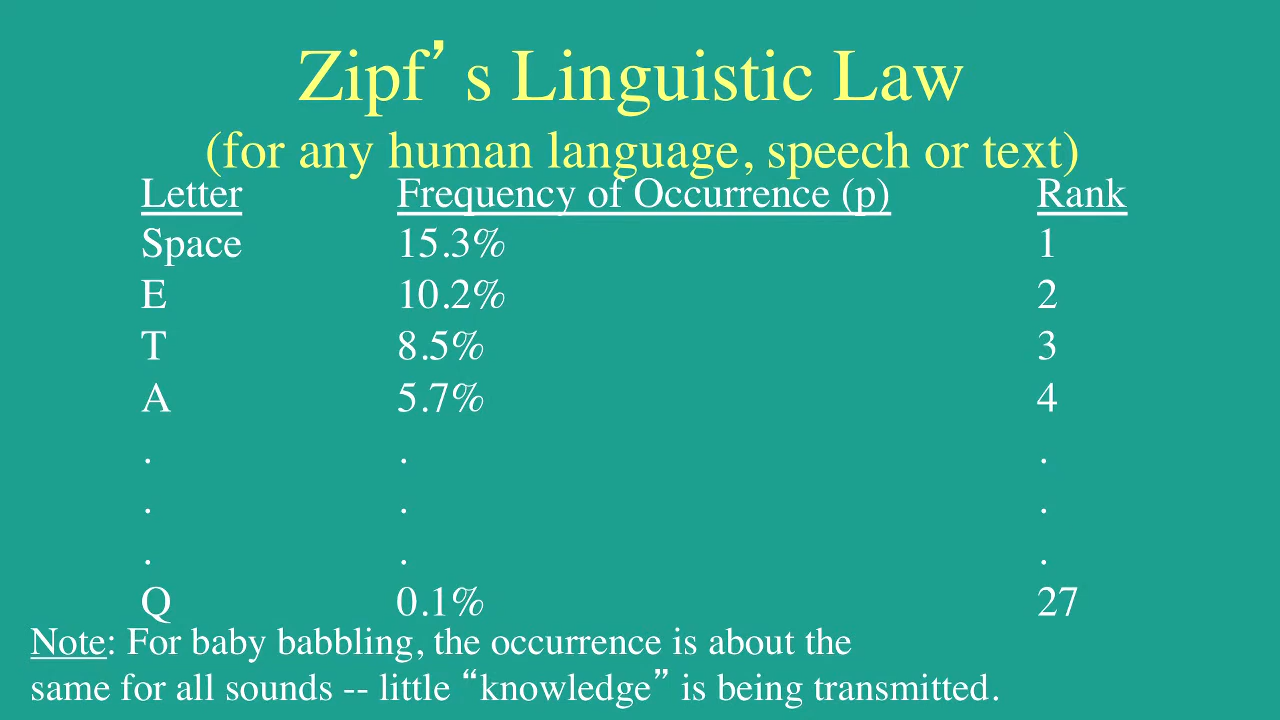 Zipf’s Linguistic Law
(for any human language, speech or text)
Letter Frequency of Occurrence (p) Rank
Space 15.3% 1
E 10.2% 2
T 8.5% 3
A 5.7% 4
. . .
. . .
. . .
Q 0.1% 27
Note: For baby babbling, the occurrence is about the
same for all sounds -- little “knowledge” is being transmitted.